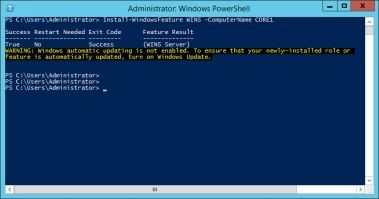 Administrator: Windows PowerShell
PS C:\Users\Administrator> Install-WindowsFeature WINS -ComputerName CORE1
Success Restart Needed Exit Code Feature Result
------- -------------- --------- --------------
True No Success {WINS Server}
WARNING: Windows automatic updating is not enabled. To ensure that your newly-installed role or
feature is automatically updated, turn on Windows Update.
PS C:\Users\Administrator>
PS C:\Users\Administrator>
PS C:\Users\Administrator> _